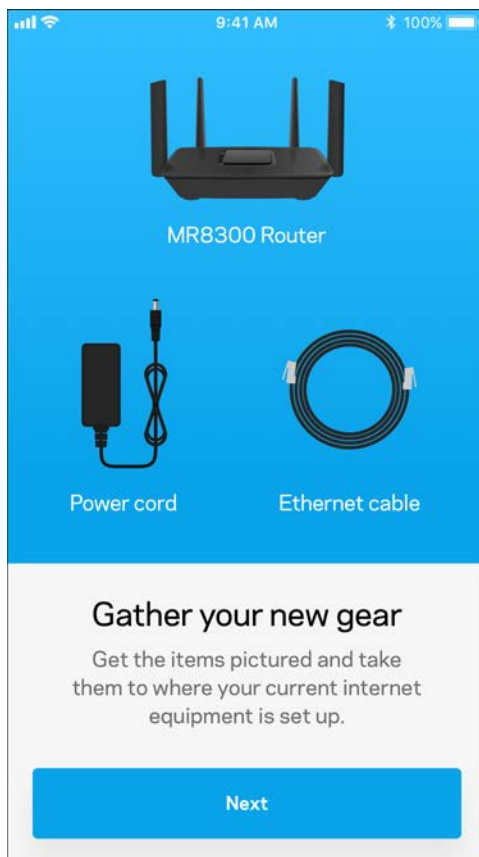 9:41 AM
100%
MR8300 Router
Power cord
Ethernet cable
Gather your new gear
Get the items pictured and take
them to where your current internet
equipment is set up.
Next